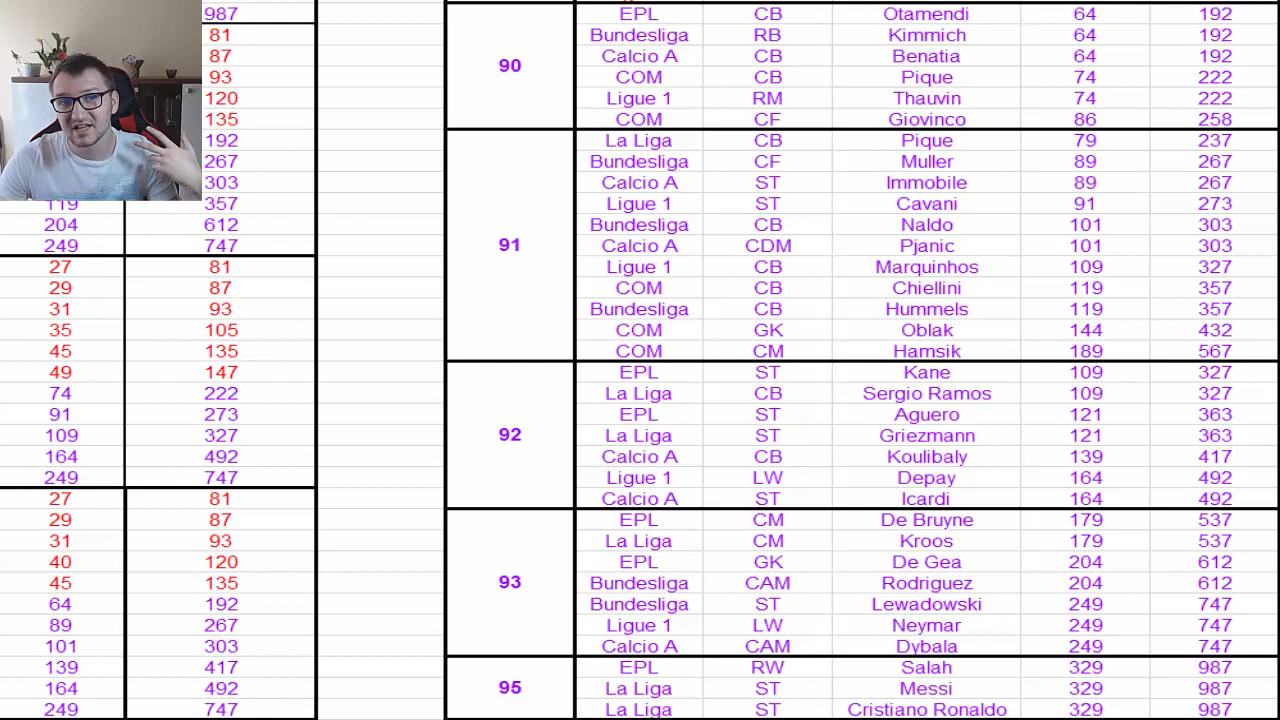 987
81
87
93
120
135
192
267
303
119 357
204 612
249 747
27 81
29 87
31 93
35 105
45 135
49 147
74 222
91 273
109 327
164 492
249 747
27 81
29 87
31 93
40 120
45 135
64 192
89 267
101 303
139 417
164 492
249 747
90
EPL CB Otamendi 64 192
Bundesliga RB Kimmich 64 192
Calcio A CB Benatia 64 192
COM CB Pique 74 222
Ligue 1 RM Thauvin 74 222
COM CF Giovinco 86 258
91
La Liga CB Pique 79 237
Bundesliga CF Muller 89 267
Calcio A ST Immobile 89 267
Ligue 1 ST Cavani 91 273
Bundesliga CB Naldo 101 303
Calcio A CDM Pjanic 101 303
Ligue 1 CB Marquinhos 109 327
COM CB Chiellini 119 357
Bundesliga CB Hummels 119 357
COM GK Oblak 144 432
COM CM Hamsik 189 567
92
EPL ST Kane 109 327
La Liga CB Sergio Ramos 109 327
EPL ST Aguero 121 363
La Liga ST Griezmann 121 363
Calcio A CB Koulibaly 139 417
Ligue 1 LW Depay 164 492
Calcio A ST Icardi 164 492
93
EPL CM De Bruyne 179 537
La Liga CM Kroos 179 537
EPL GK De Gea 204 612
Bundesliga CAM Rodriguez 204 612
Bundesliga ST Lewadowski 249 747
Ligue 1 LW Neymar 249 747
Calcio A CAM Dybala 249 747
95
EPL RW Salah 329 987
La Liga ST Messi 329 987
La Liga ST Cristiano Ronaldo 329 987